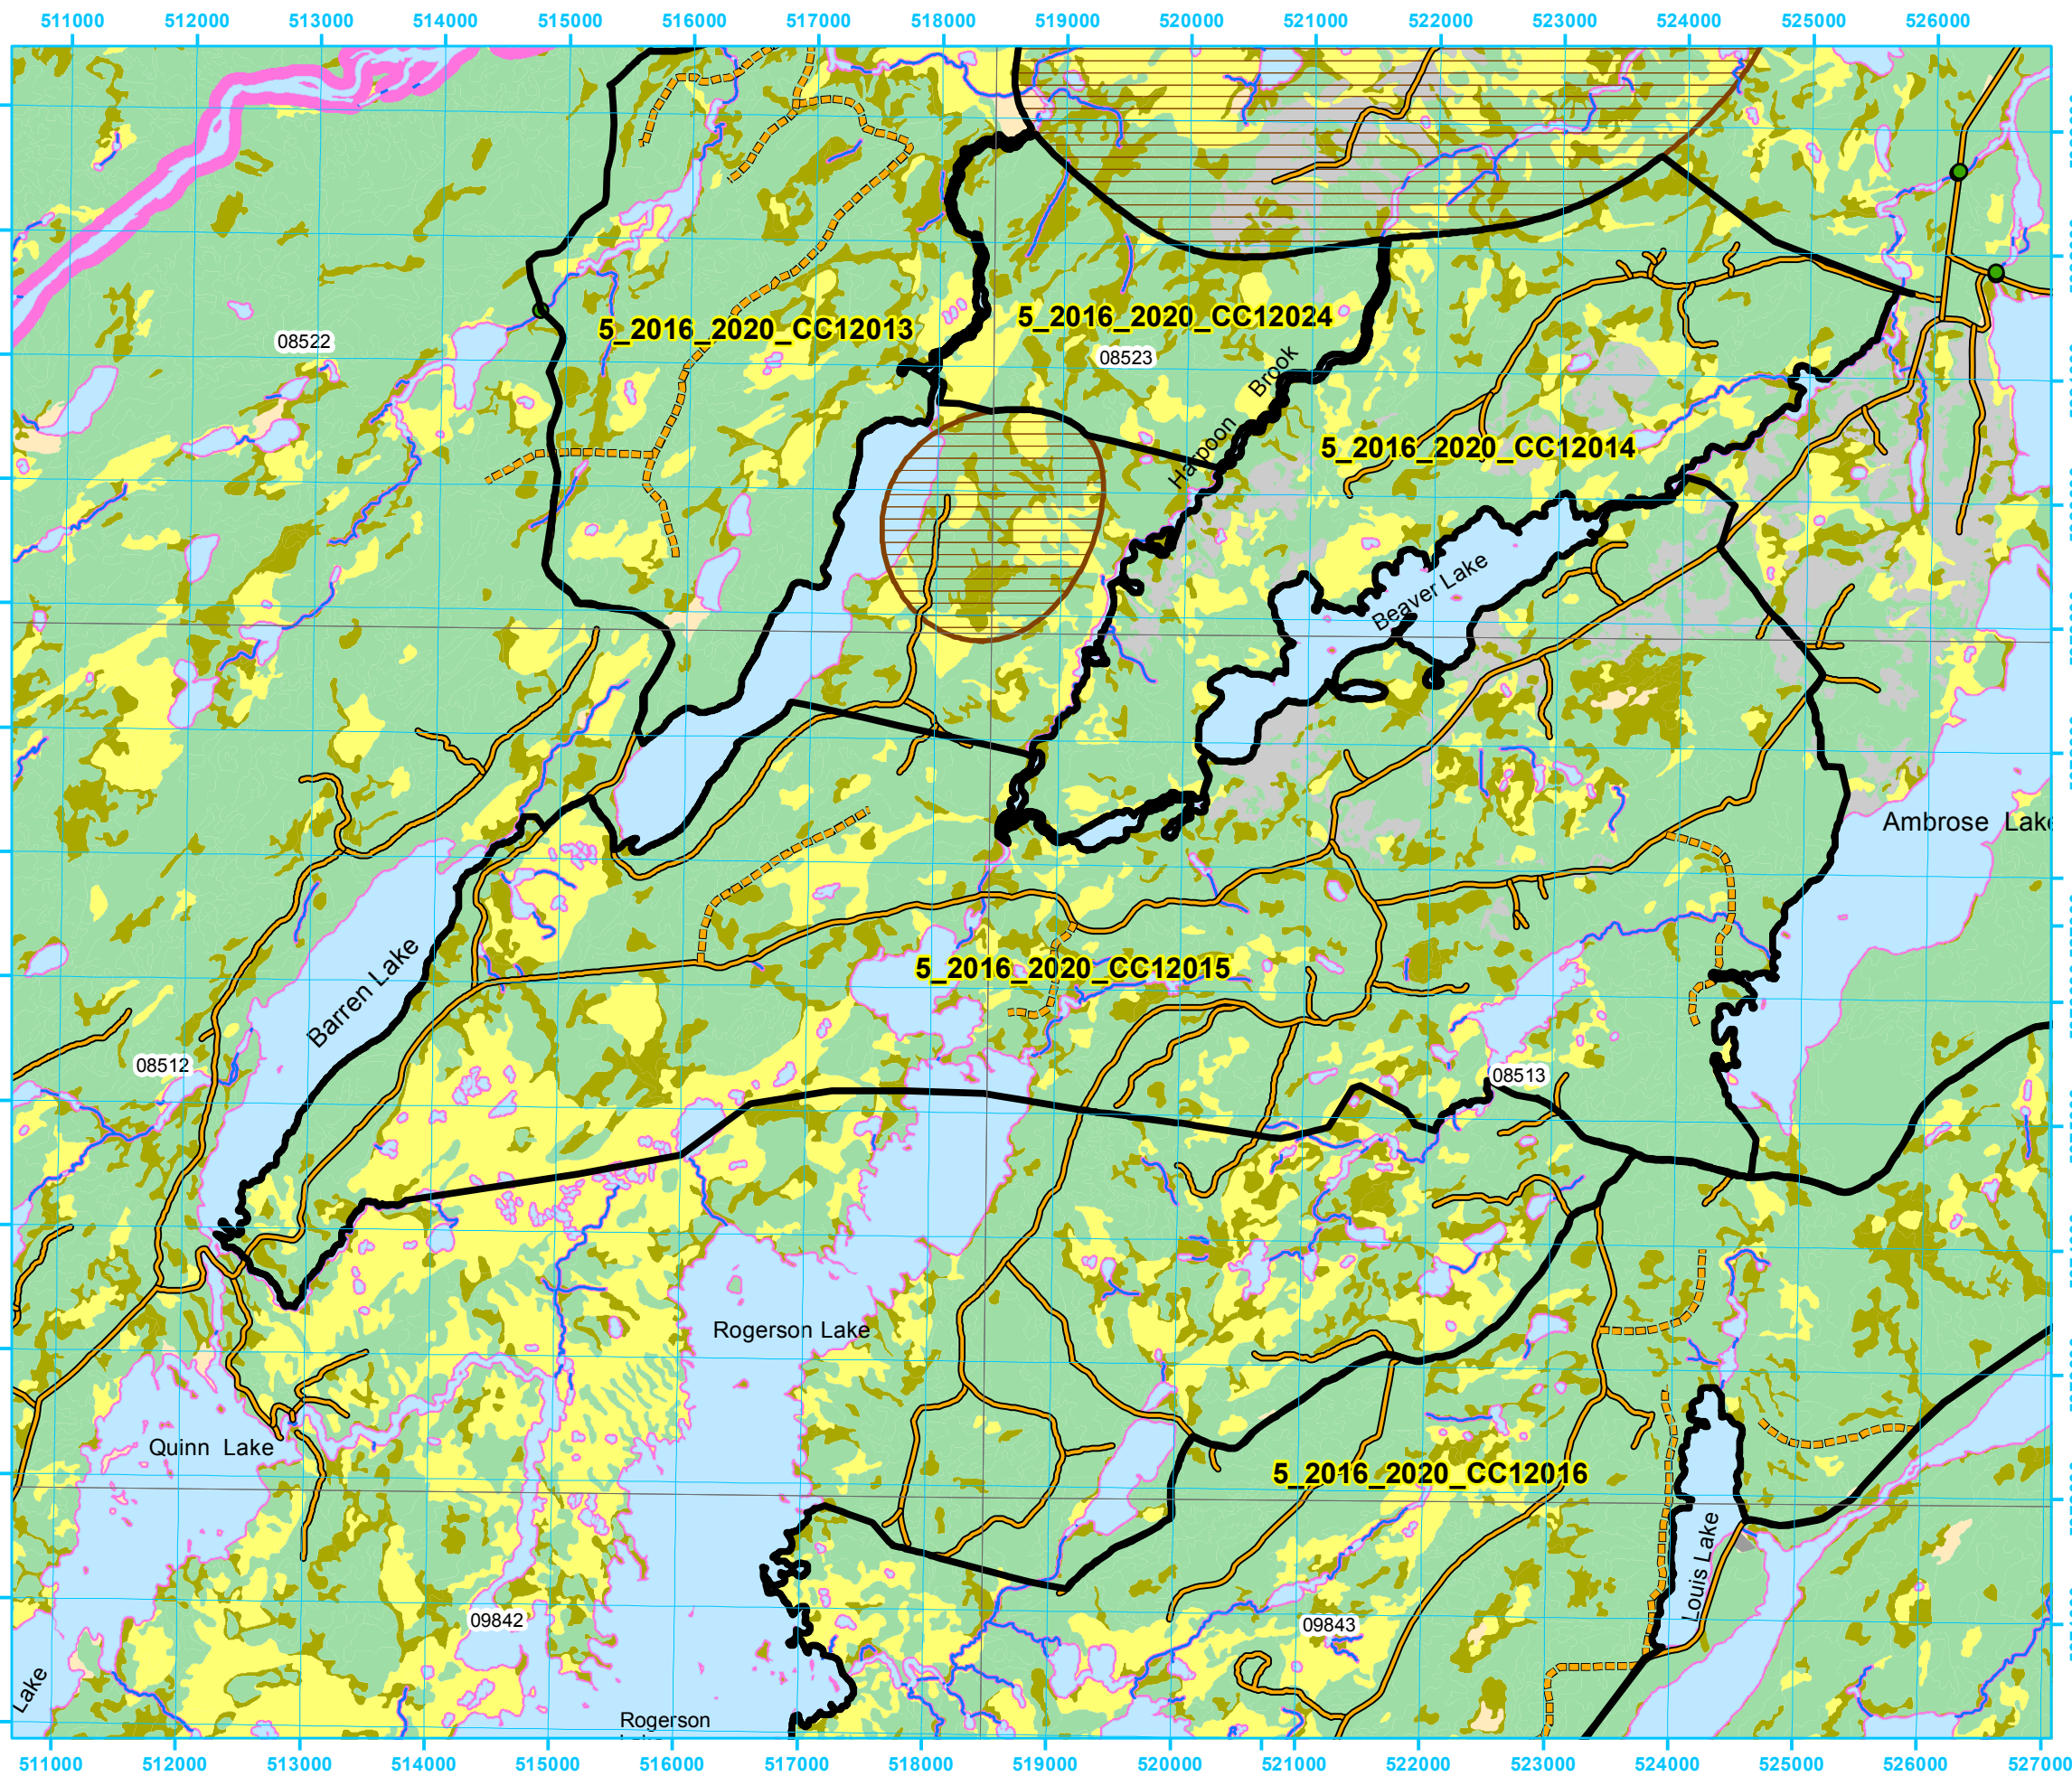 511000 512000 513000 514000 515000 516000 517000 518000 519000 520000 521000 522000 523000 524000 525000 526000
5_2016_2020_CC12024
5_2016_2020_CC12013
08522
08523
Harpoon Brook
5_2016_2020_CC12014
Beaver Lake
Ambrose Lake
Barren Lake
5_2016_2020_CC12015
08512
08513
Rogerson Lake
Quinn Lake
5_2016_2020_CC12016
Louis Lake
09842
09843
Lake
Rogerson
511000 512000 513000 514000 515000 516000 517000 518000 519000 520000 521000 522000 523000 524000 525000 526000